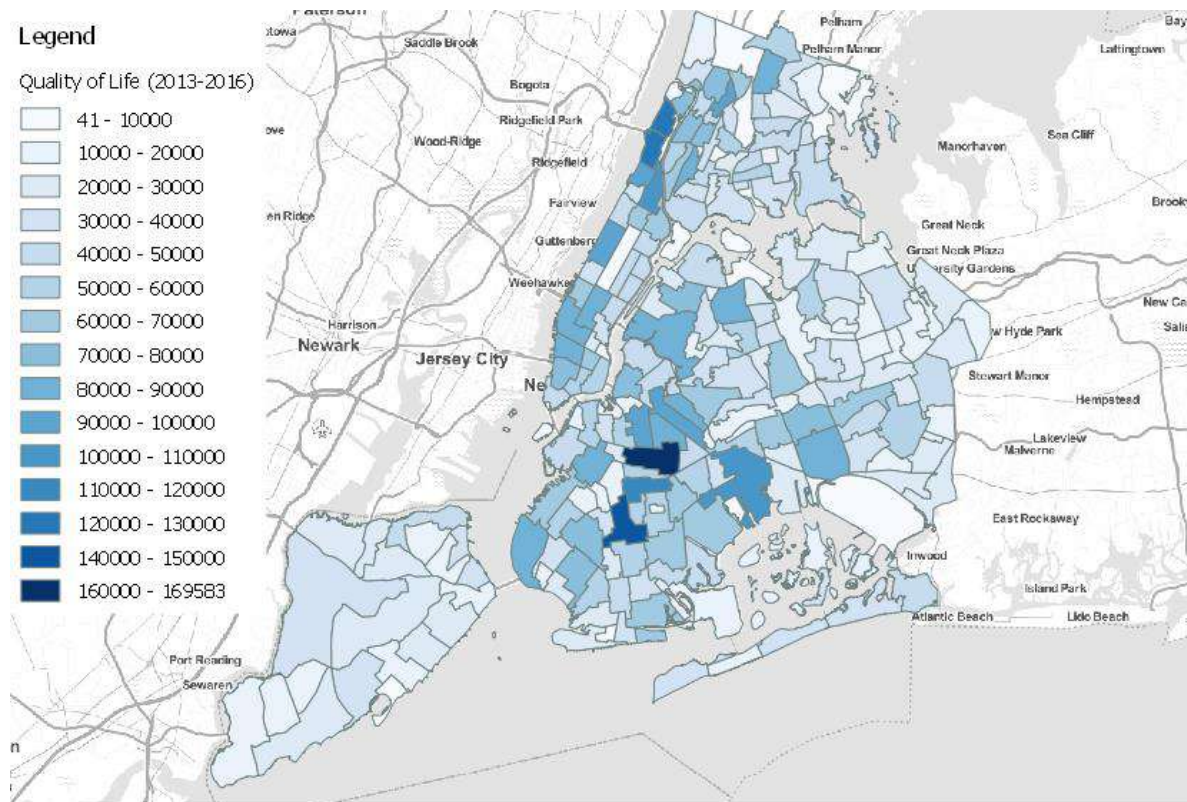 Legend
Quality of Life (2013-2016)
41 - 10000
10000 - 20000
20000 - 30000
30000 - 40000
40000 - 50000
50000 - 60000
60000 - 70000
70000 - 80000
80000 - 90000
90000 - 100000
100000 - 110000
110000 - 120000
120000 - 130000
140000 - 150000
160000 - 169583
Saddle Brook
Pelham
Pelham Manor
Lattingtown
Bogota
Ridgefield Park
Wood-Ridge
Ridgefield
Sea Cliff
Manorhaven
Fairview
Great Neck
Guttenberg
Great Neck Plaza
University Gardens
Harrison
Newark
Jersey City
Stewart Manor
Hempstead
Lakeview
Malverne
East Rockaway
Inwood
Island Park
Atlantic Beach
Lido Beach
Port Reading
Sewaren